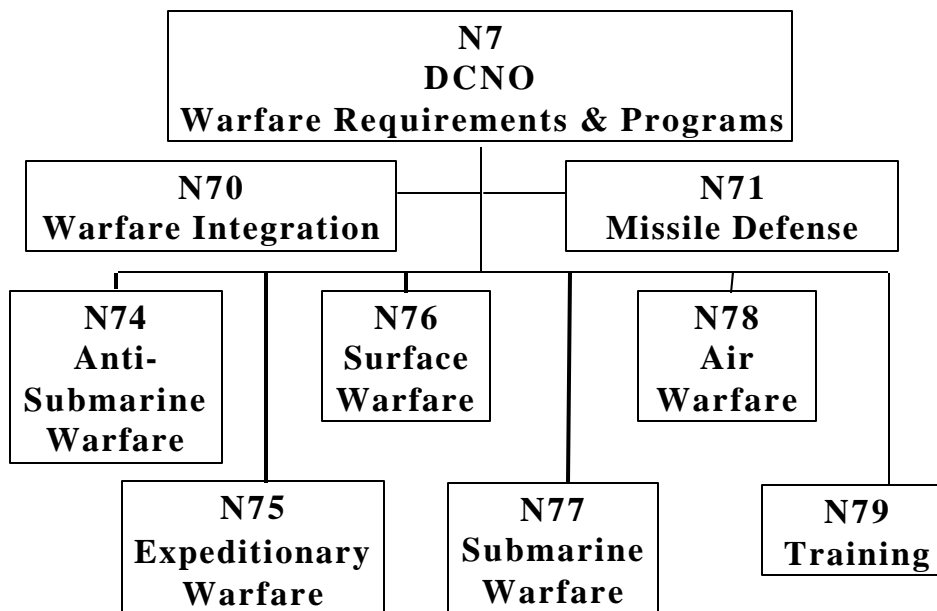 N7
DCNO
Warfare Requirements & Programs
N70
Warfare Integration
N71
Missile Defense
N74
Anti-
Submarine
Warfare
N76
Surface
Warfare
N78
Air
Warfare
N75
Expeditionary
Warfare
N77
Submarine
Warfare
N79
Training